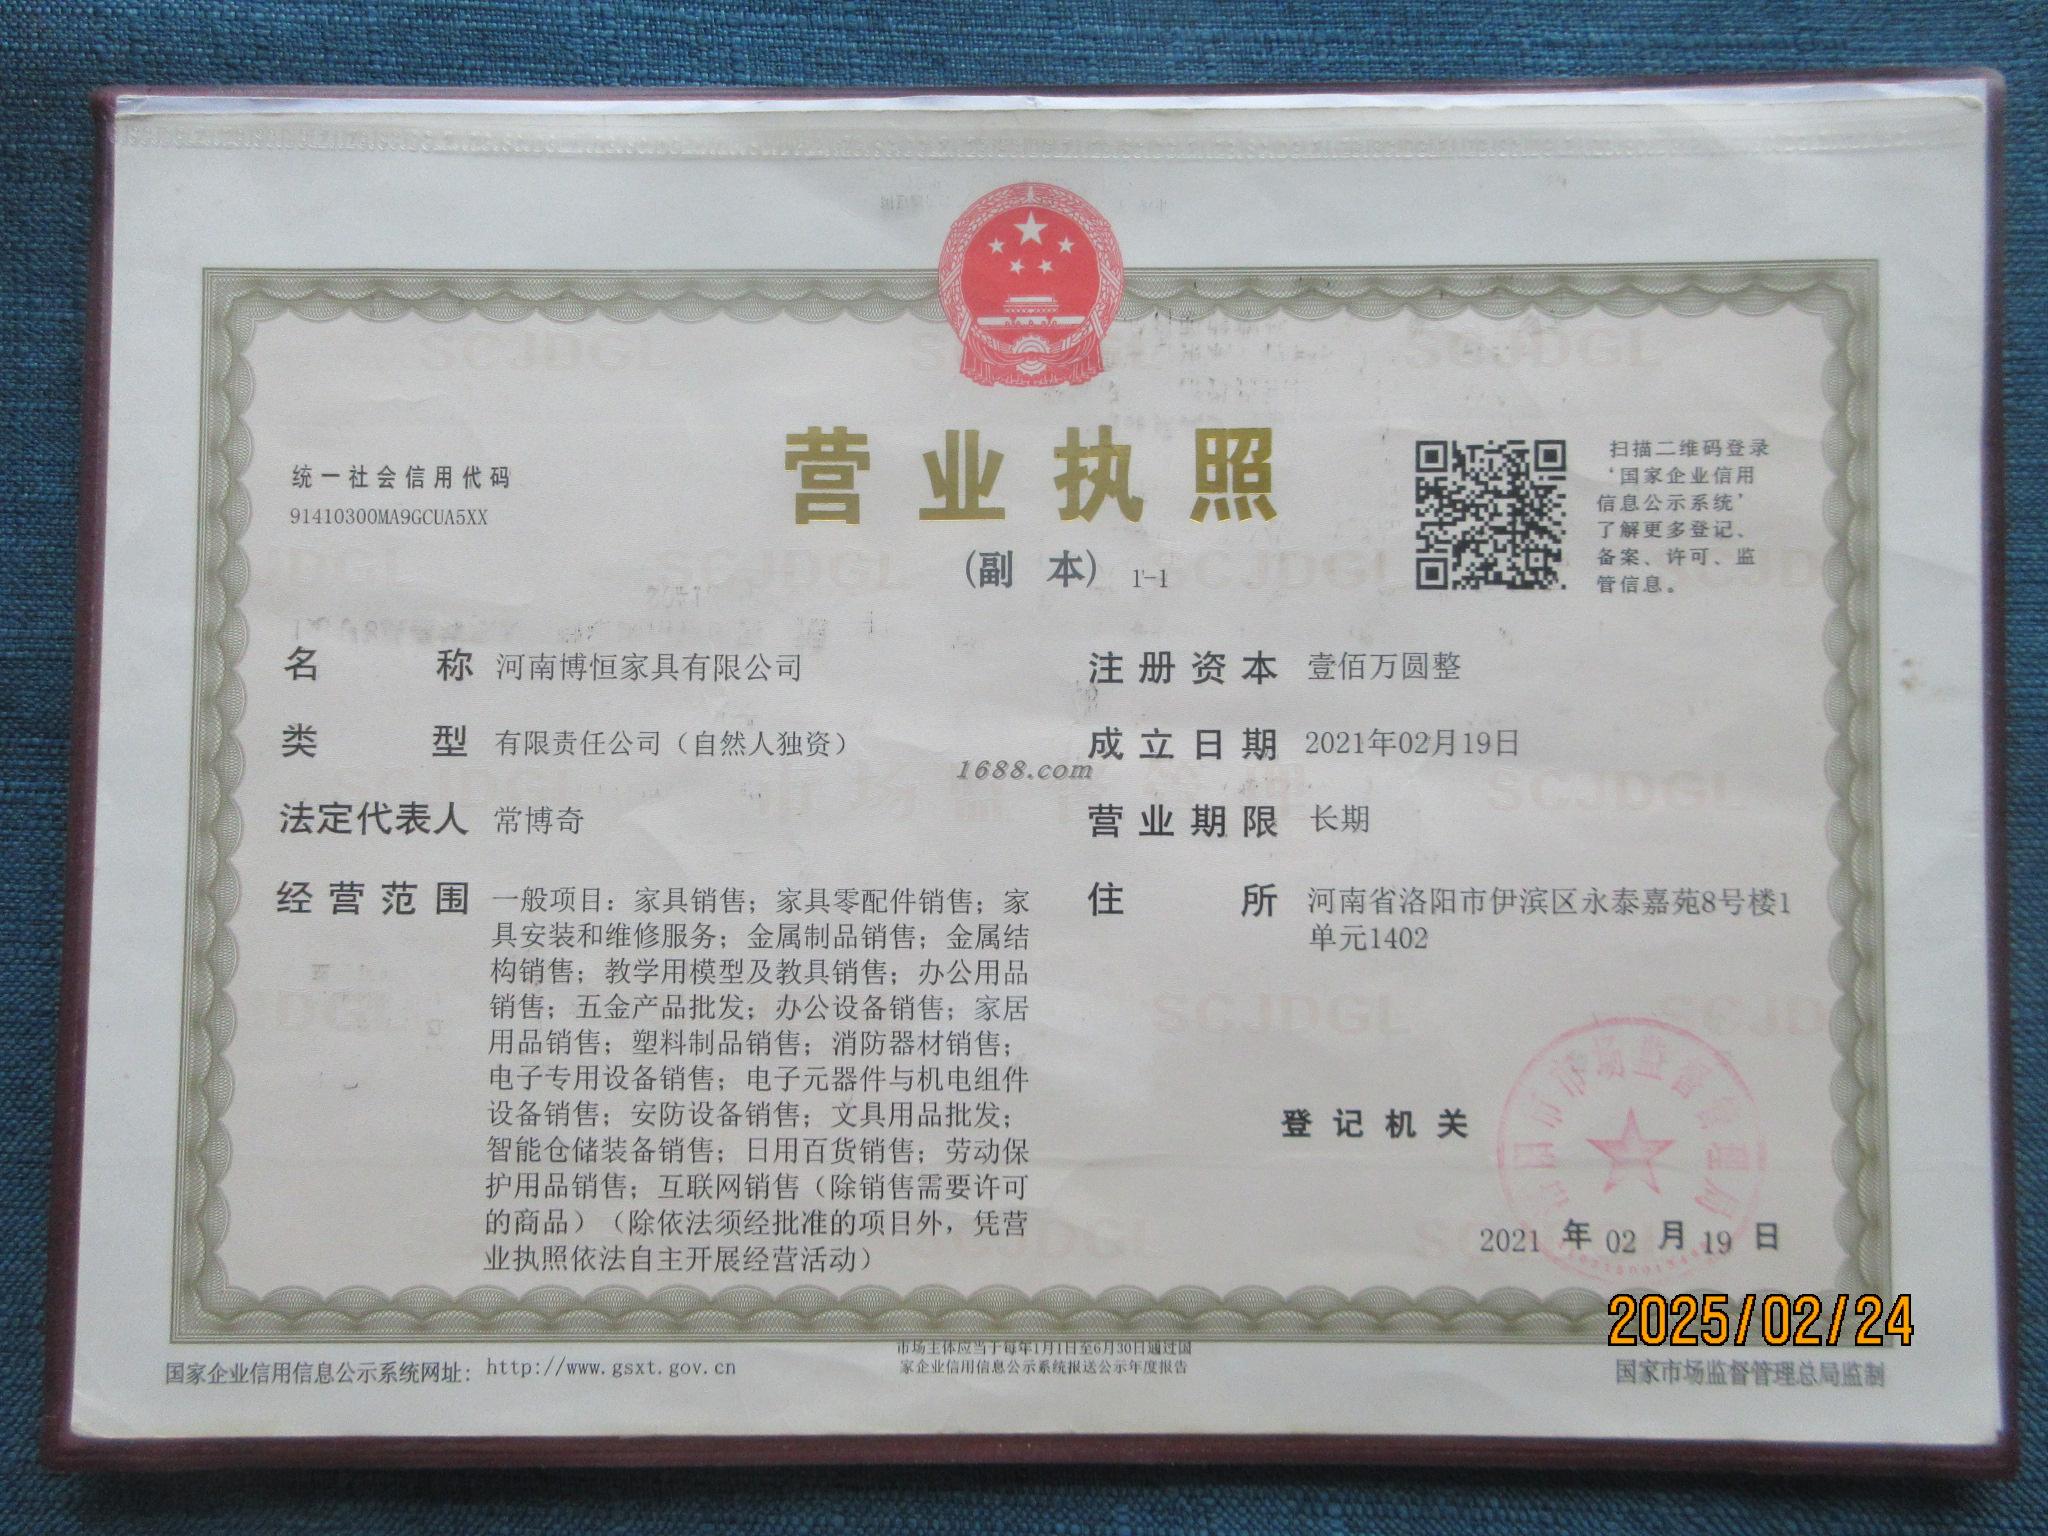 营业执照
(副 本) 1-1
统一社会信用代码
91410300MA9GCUA5XX
扫描二维码登录
'国家企业信用
信息公示系统'
了解更多登记、
备案、许可、监
管信息。
名 称 河南博恒家具有限公司
类 型 有限责任公司（自然人独资）
法定代表人 常博奇
经营范围 一般项目：家具销售；家具零配件销售；家
具安装和维修服务；金属制品销售；金属结
构销售；教学用模型及教具销售；办公用品
销售；五金产品批发；办公设备销售；家居
用品销售；塑料制品销售；消防器材销售；
电子专用设备销售；电子元器件与机电组件
设备销售；安防设备销售；文具用品批发；
智能仓储装备销售；日用百货销售；劳动保
护用品销售；互联网销售（除销售需要许可
的商品）（除依法须经批准的项目外，凭营
业执照依法自主开展经营活动）
注册资本 壹佰万圆整
成立日期 2021年02月19日
营业期限 长期
住 所 河南省洛阳市伊滨区永泰嘉苑8号楼1
单元1402
1688.com
登记机关
2021 年 02 月 19 日
2025/02/24
国家企业信用信息公示系统网址：http://www.gsxt.gov.cn
市场主体应当于每年1月1日至6月30日通过国
家企业信用信息公示系统报送公示年度报告
国家市场监督管理总局监制
SCJDGL